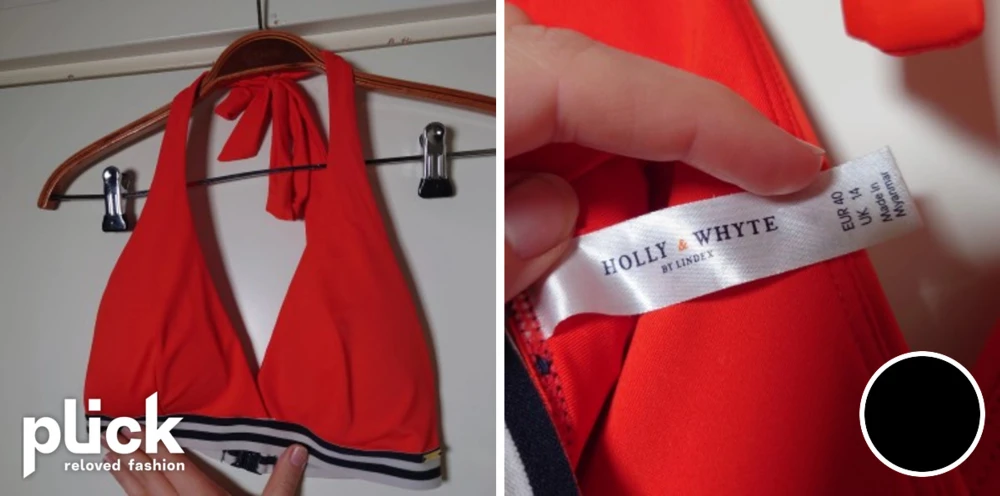 plick
reloved fashion
HOLLY & WHYTE
BY LINDEX
EUR 40
UK 14
Made in
Myanmar